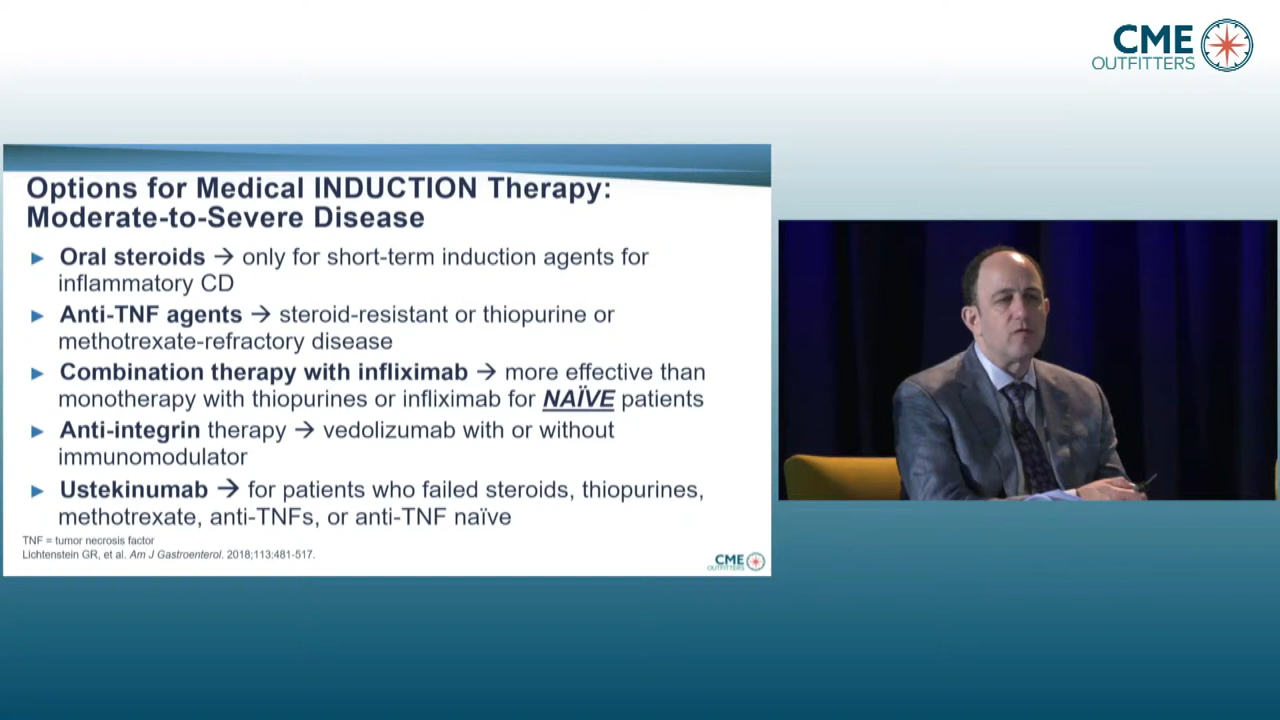 CME
OUTFITTERS
Options for Medical INDUCTION Therapy:
Moderate-to-Severe Disease
► Oral steroids → only for short-term induction agents for
inflammatory CD
► Anti-TNF agents → steroid-resistant or thiopurine or
methotrexate-refractory disease
► Combination therapy with infliximab → more effective than
monotherapy with thiopurines or infliximab for NAÏVE patients
► Anti-integrin therapy → vedolizumab with or without
immunomodulator
► Ustekinumab → for patients who failed steroids, thiopurines,
methotrexate, anti-TNFs, or anti-TNF naïve
TNF = tumor necrosis factor
Lichtenstein GR, et al. Am J Gastroenterol. 2018;113:481-517.
CME
OUTFITTERS